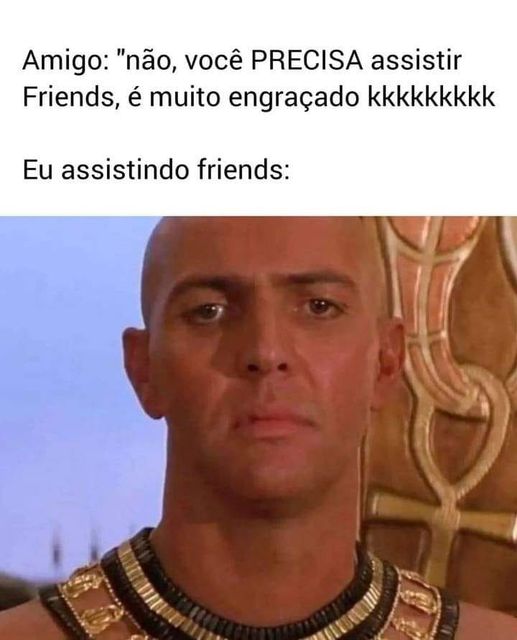 Amigo: "não, você PRECISA assistir
Friends, é muito engraçado kkkkkkkkk
Eu assistindo friends: